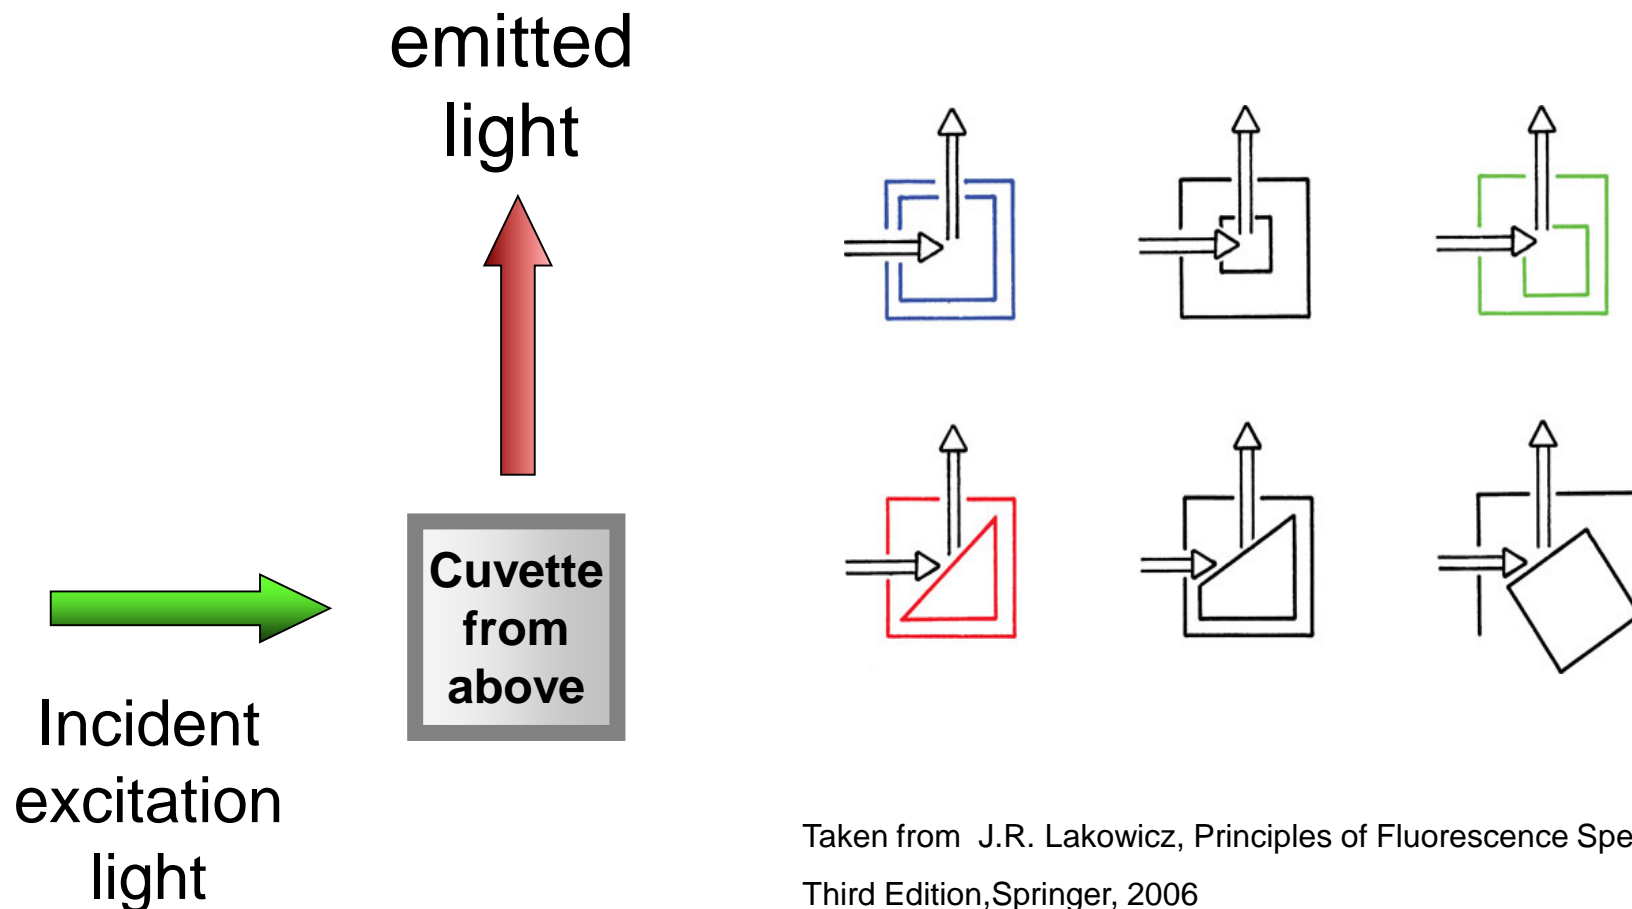 emitted
light
Cuvette
from
above
Incident
excitation
light
Taken from  J.R. Lakowicz, Principles of Fluorescence Spe
Third Edition,Springer, 2006